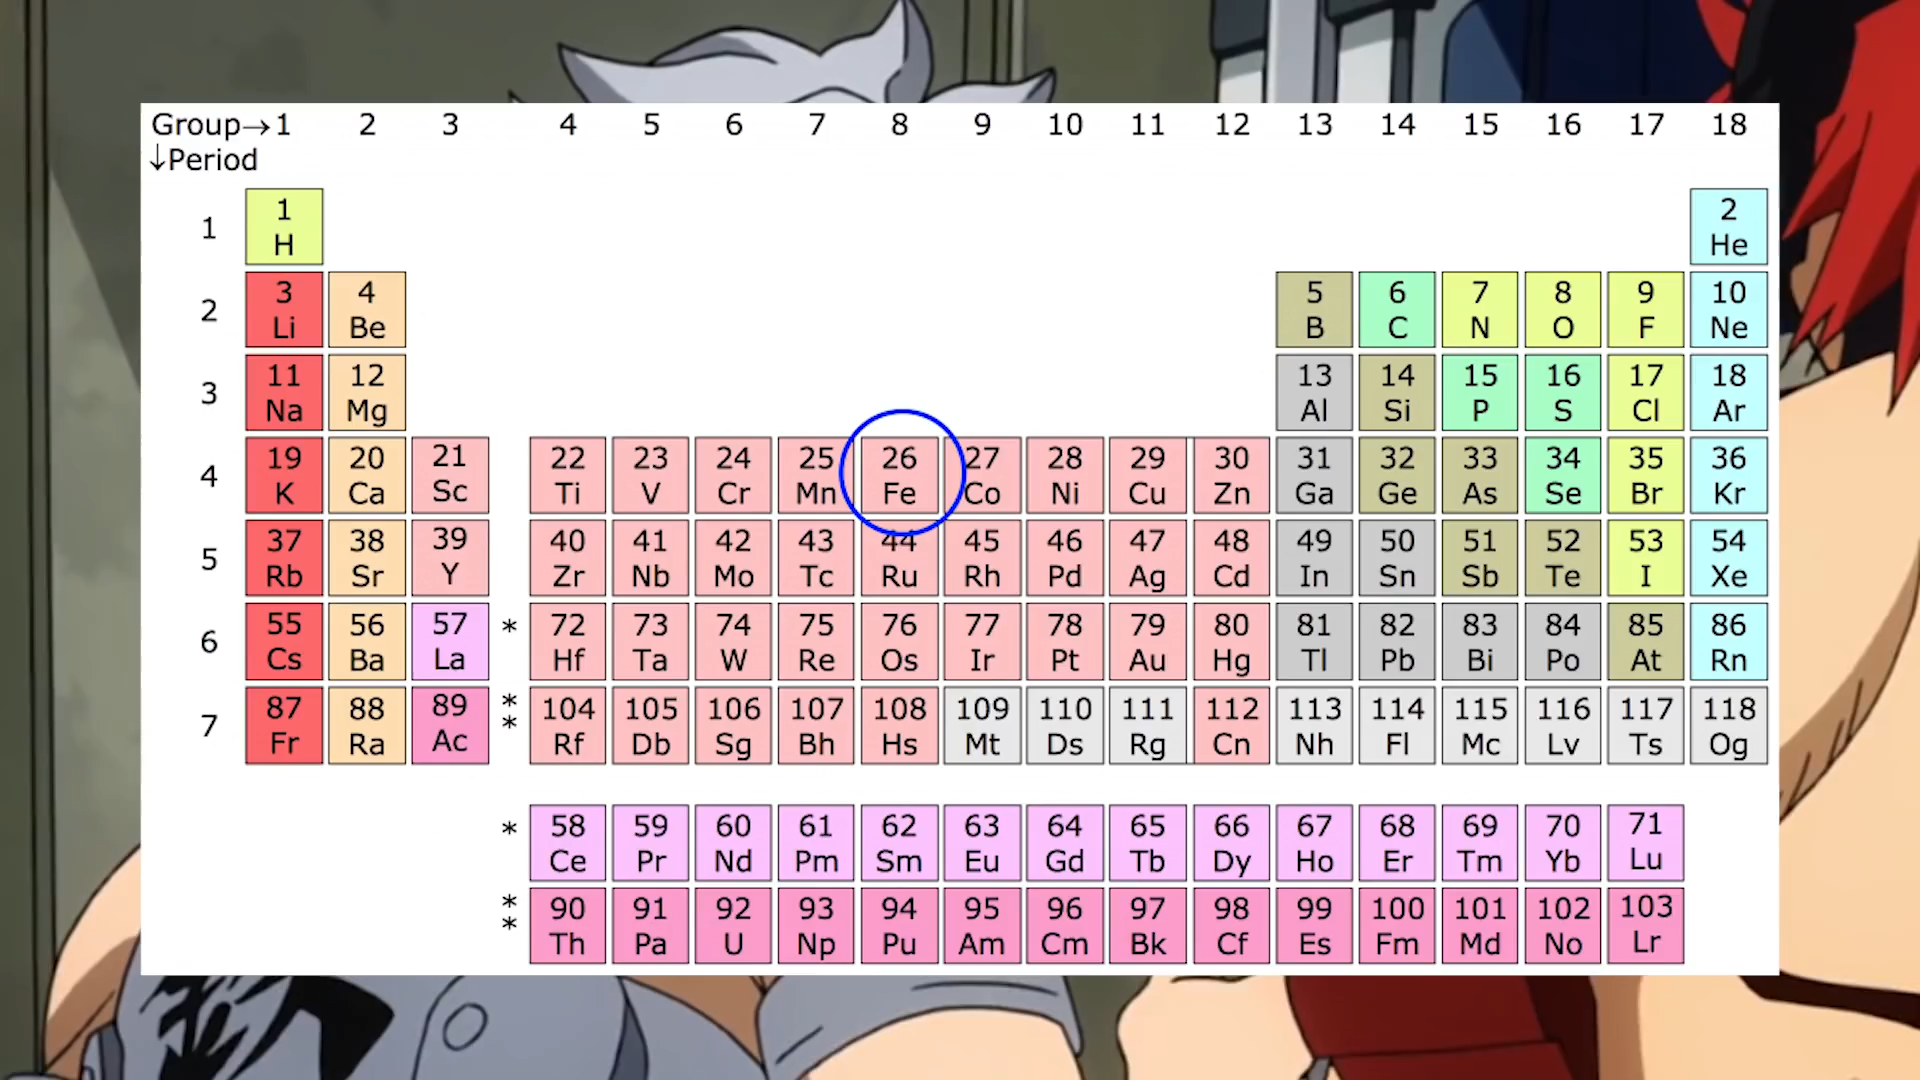 Group→1 2 3 4 5 6 7 8 9 10 11 12 13 14 15 16 17 18
↓Period
1 1 2
H He
2 3 4 5 6 7 8 9 10
Li Be B C N O F Ne
3 11 12 13 14 15 16 17 18
Na Mg Al Si P S Cl Ar
4 19 20 21 22 23 24 25 26 27 28 29 30 31 32 33 34 35 36
K Ca Sc Ti V Cr Mn Fe Co Ni Cu Zn Ga Ge As Se Br Kr
5 37 38 39 40 41 42 43 44 45 46 47 48 49 50 51 52 53 54
Rb Sr Y Zr Nb Mo Tc Ru Rh Pd Ag Cd In Sn Sb Te I Xe
6 55 56 57 * 72 73 74 75 76 77 78 79 80 81 82 83 84 85 86
Cs Ba La Hf Ta W Re Os Ir Pt Au Hg Tl Pb Bi Po At Rn
7 87 88 89 * * 104 105 106 107 108 109 110 111 112 113 114 115 116 117 118
Fr Ra Ac Rf Db Sg Bh Hs Mt Ds Rg Cn Nh Fl Mc Lv Ts Og
* 58 59 60 61 62 63 64 65 66 67 68 69 70 71
Ce Pr Nd Pm Sm Eu Gd Tb Dy Ho Er Tm Yb Lu
* * 90 91 92 93 94 95 96 97 98 99 100 101 102 103
Th Pa U Np Pu Am Cm Bk Cf Es Fm Md No Lr